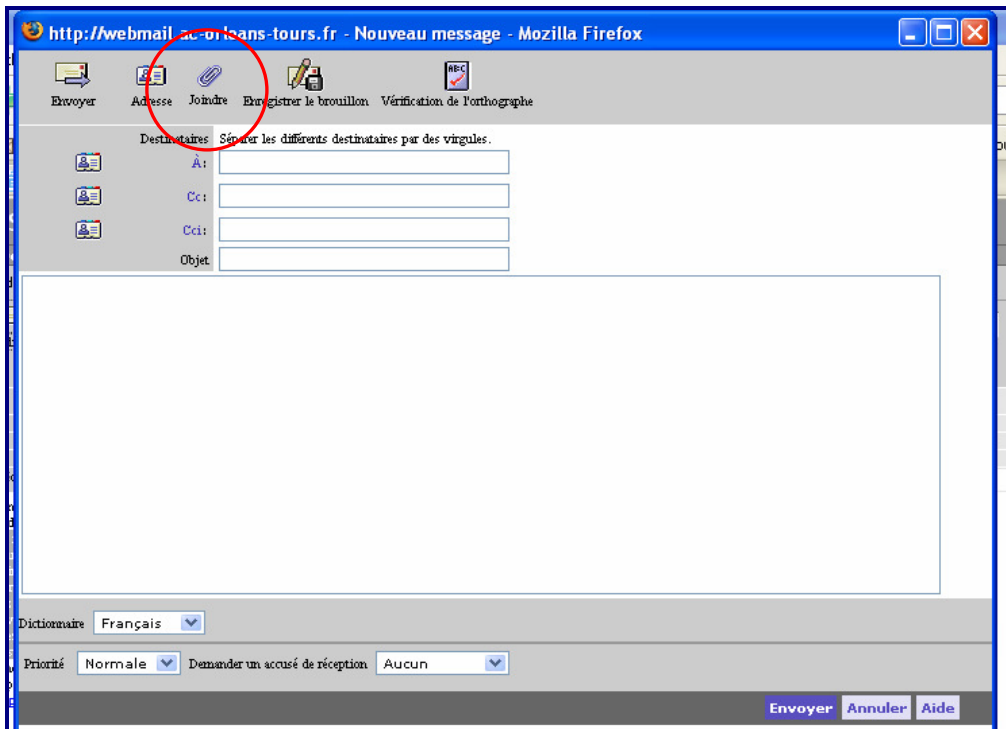 http://webmail.ac-orleans-tours.fr - Nouveau message - Mozilla Firefox
Envoyer Adresse Joindre Enregistrer le brouillon Vérification de l'orthographe
ABC
Destinataires Séparer les différents destinataires par des virgules.
À:
Cc:
Cci:
Objet
Dictionnaire Français
Priorité Normale Demander un accusé de réception Aucun
Envoyer Annuler Aide